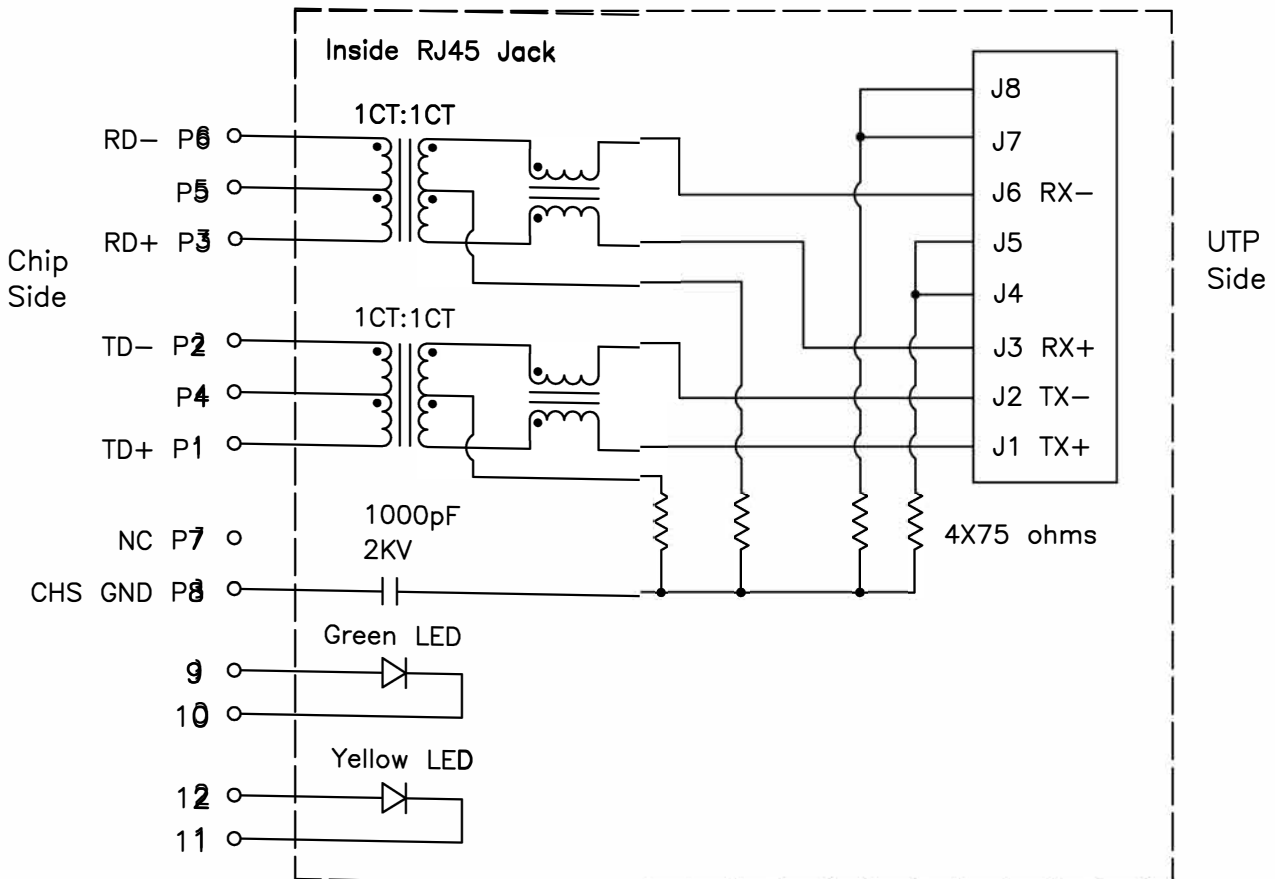 Inside RJ45 Jack
1CT:1CT
RD- P6
P5
RD+ P3
Chip
Side
1CT:1CT
TD- P2
P4
TD+ P1
NC P7
1000pF
2KV
CHS GND P8
Green LED
9
10
Yellow LED
12
11
J8
J7
J6 RX-
J5
J4
J3 RX+
J2 TX-
J1 TX+
4X75 ohms
UTP
Side